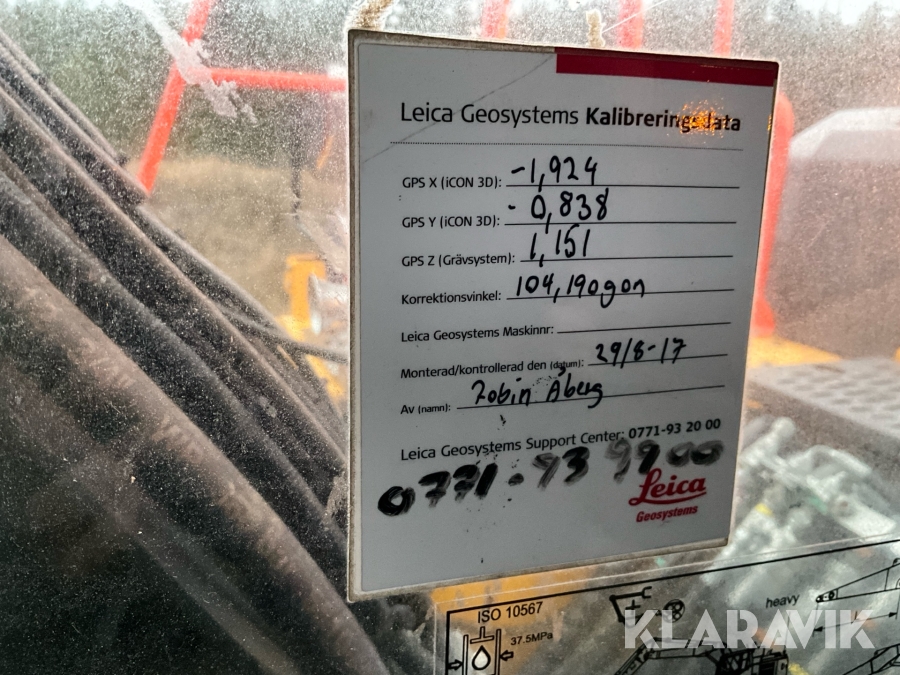 Leica Geosystems Kalibreringsdata
GPS X (iCON 3D): -1,924
GPS Y (iCON 3D): - 0,838
GPS Z (Grävsystem): 1,151
Korrektionsvinkel: 104,190gon
Leica Geosystems Maskinnr:
Monterad/kontrollerad den (datum): 29/8-17
Av (namn): Robin Åberg
Leica Geosystems Support Center: 0771-93 20 00
0771-93 9900
Leica
Geosystems
ISO 10567
37.5MPa
heavy
KLARAVIK